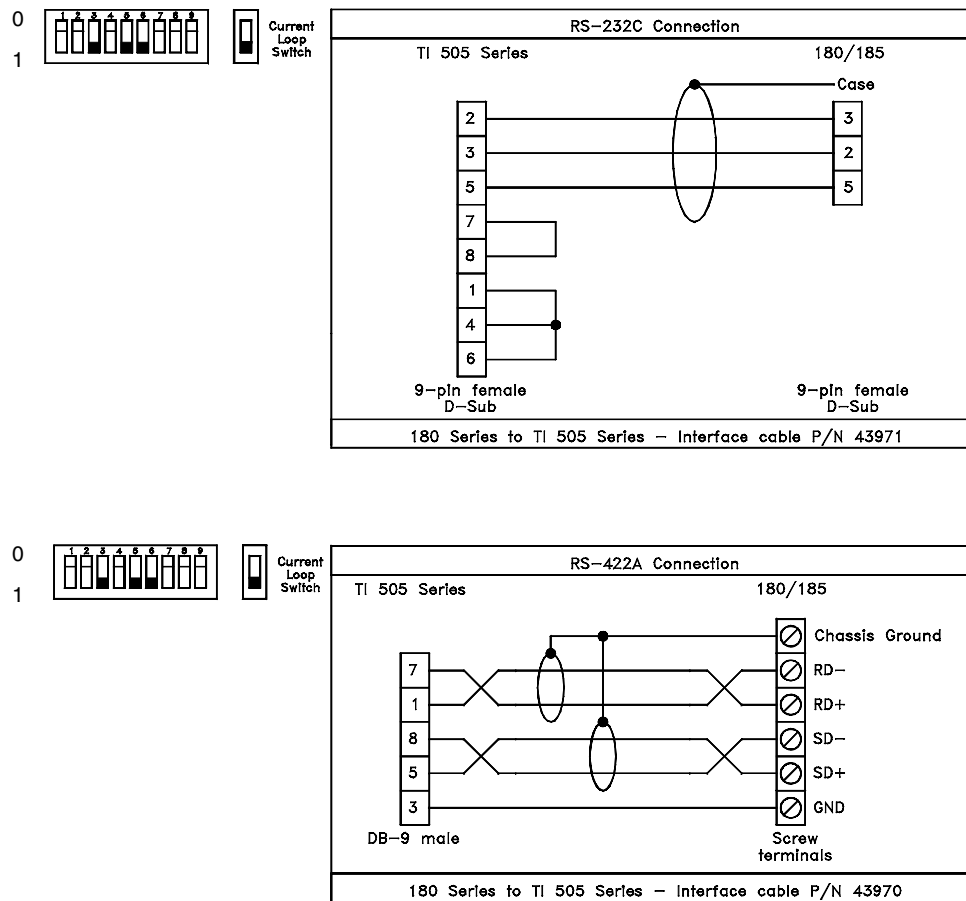 0
1
1 2 3 4 5 6 7 8 9
Current
Loop
Switch
RS-232C Connection
TI 505 Series
180/185
Case
2
3
5
7
8
1
4
6
3
2
5
9-pin female
D-Sub
9-pin female
D-Sub
180 Series to TI 505 Series - Interface cable P/N 43971
0
1
1 2 3 4 5 6 7 8 9
Current
Loop
Switch
RS-422A Connection
TI 505 Series
180/185
7
1
8
5
3
Chassis Ground
RD-
RD+
SD-
SD+
GND
DB-9 male
Screw
terminals
180 Series to TI 505 Series - Interface cable P/N 43970